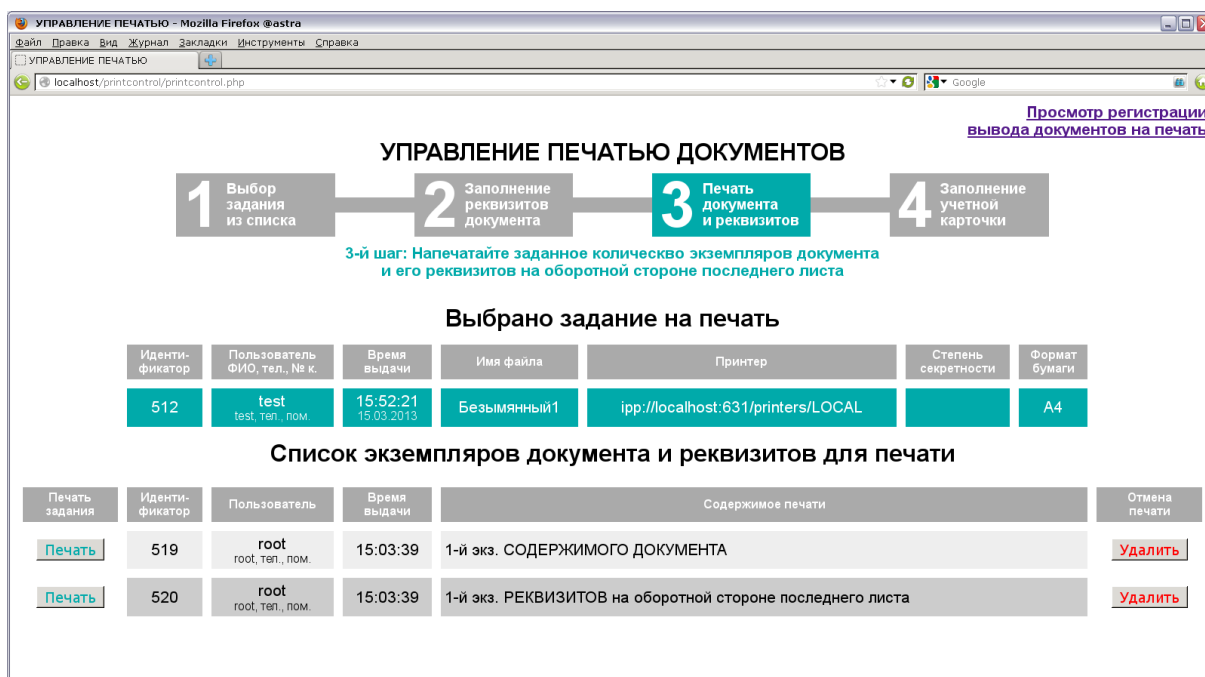 УПРАВЛЕНИЕ ПЕЧАТЬЮ - Mozilla Firefox @astra
Файл Правка Вид Журнал Закладки Инструменты Справка
УПРАВЛЕНИЕ ПЕЧАТЬЮ
localhost/printcontrol/printcontrol.php
Google
Просмотр регистрации
вывода документов на печать
УПРАВЛЕНИЕ ПЕЧАТЬЮ ДОКУМЕНТОВ
1 Выбор
задания
из списка
2 Заполнение
реквизитов
документа
3 Печать
документа
и реквизитов
4 Заполнение
учетной
карточки
3-й шаг: Напечатайте заданное колическво экземпляров документа
и его реквизитов на оборотной стороне последнего листа
Выбрано задание на печать
Иденти-
фикатор
Пользователь
ФИО, тел., № к.
Время
выдачи
Имя файла
Принтер
Степень
секретности
Формат
бумаги
512
test
test, тел., пом.
15:52:21
15.03.2013
Безымянный1
ipp://localhost:631/printers/LOCAL
A4
Список экземпляров документа и реквизитов для печати
Печать
задания
Иденти-
фикатор
Пользователь
Время
выдачи
Содержимое печати
Отмена
печати
Печать
519
root
root, тел., пом.
15:03:39
1-й экз. СОДЕРЖИМОГО ДОКУМЕНТА
Удалить
Печать
520
root
root, тел., пом.
15:03:39
1-й экз. РЕКВИЗИТОВ на оборотной стороне последнего листа
Удалить